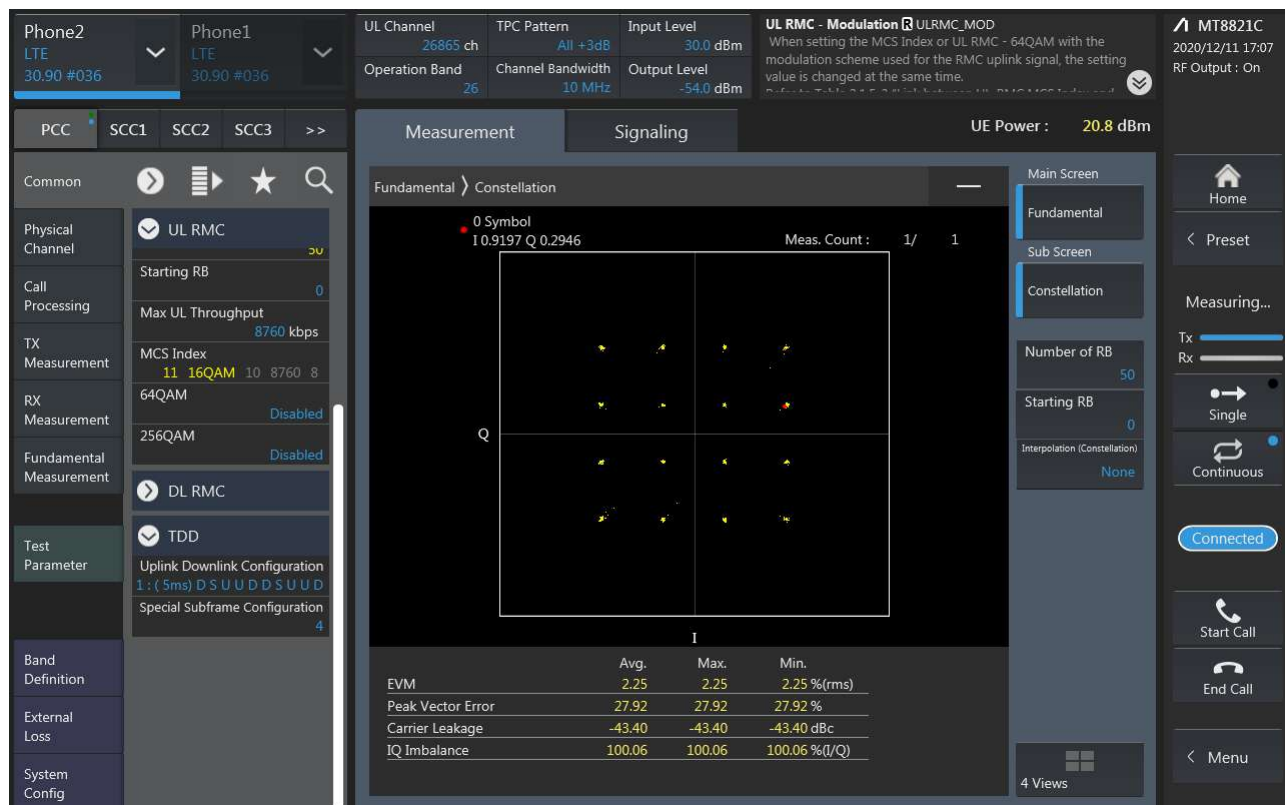 Phone2
LTE
30.90 #036
Phone1
LTE
30.90 #036
UL Channel
26865 ch
Operation Band
26
TPC Pattern
All +3dB
Channel Bandwidth
10 MHz
Input Level
30.0 dBm
Output Level
-54.0 dBm
UL RMC - Modulation R ULRMC_MOD
When setting the MCS Index or UL RMC - 64QAM with the
modulation scheme used for the RMC uplink signal, the setting
value is changed at the same time.
MT8821C
2020/12/11 17:07
RF Output : On
PCC SCC1 SCC2 SCC3 >>
Measurement Signaling
UE Power : 20.8 dBm
Common
Physical
Channel
Call
Processing
TX
Measurement
RX
Measurement
Fundamental
Measurement
Test
Parameter
Band
Definition
External
Loss
System
Config
UL RMC
50
Starting RB
0
Max UL Throughput
8760 kbps
MCS Index
11 16QAM 10 8760 8
64QAM
Disabled
256QAM
Disabled
DL RMC
TDD
Uplink Downlink Configuration
1 : ( 5ms) D S U U D D S U U D
Special Subframe Configuration
4
Fundamental 〉 Constellation
0 Symbol
I 0.9197 Q 0.2946
Meas. Count : 1/ 1
Q
I
Avg. Max. Min.
EVM 2.25 2.25 2.25 %(rms)
Peak Vector Error 27.92 27.92 27.92 %
Carrier Leakage -43.40 -43.40 -43.40 dBc
IQ Imbalance 100.06 100.06 100.06 %(I/Q)
Main Screen
Fundamental
Sub Screen
Constellation
Number of RB
50
Starting RB
0
Interpolation (Constellation)
None
4 Views
Home
< Preset
Measuring...
Tx
Rx
Single
Continuous
Connected
Start Call
End Call
< Menu